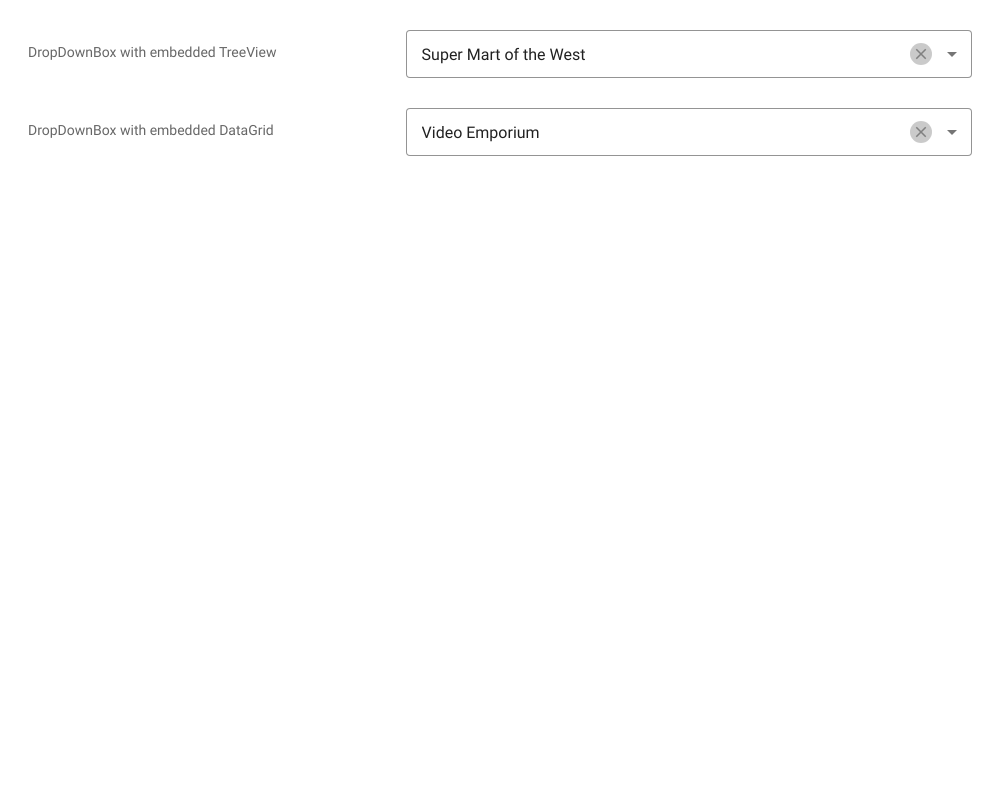 DropDownBox with embedded TreeView
Super Mart of the West
DropDownBox with embedded DataGrid
Video Emporium